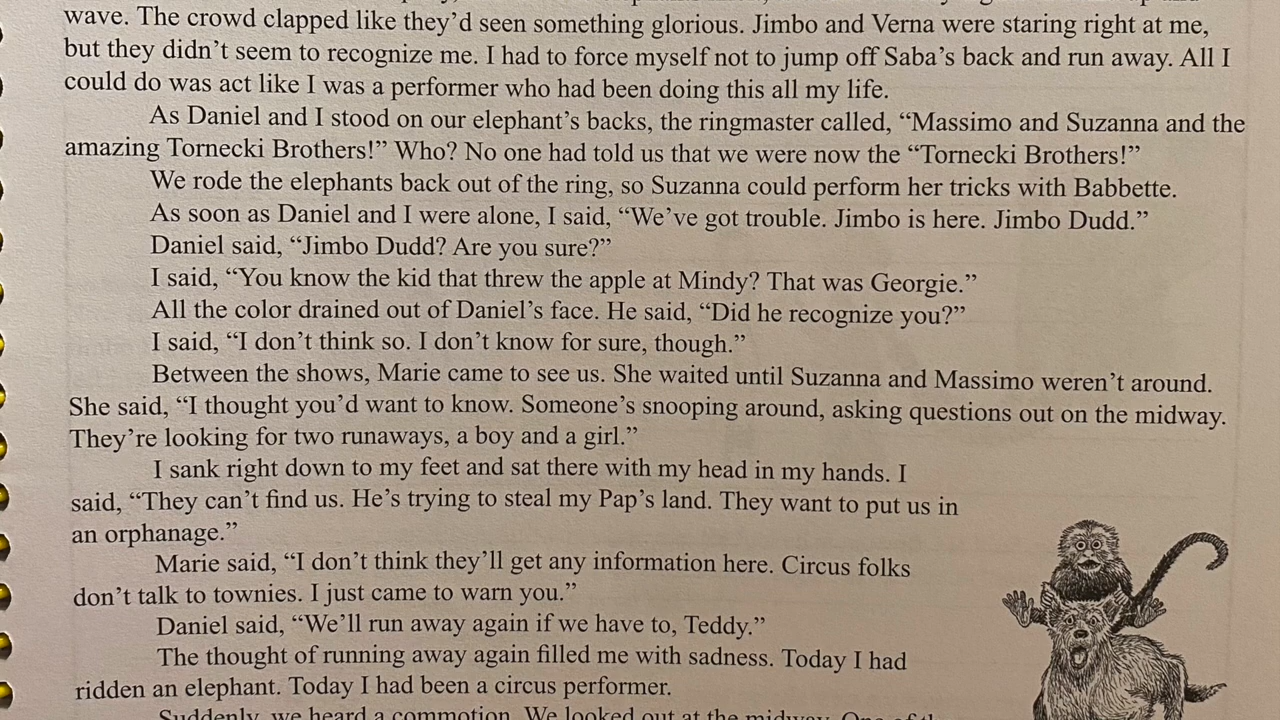 wave. The crowd clapped like they’d seen something glorious. Jimbo and Verna were staring right at me,
but they didn’t seem to recognize me. I had to force myself not to jump off Saba’s back and run away. All I
could do was act like I was a performer who had been doing this all my life.
As Daniel and I stood on our elephant’s backs, the ringmaster called, “Massimo and Suzanna and the
amazing Tornecki Brothers!” Who? No one had told us that we were now the “Tornecki Brothers!”
We rode the elephants back out of the ring, so Suzanna could perform her tricks with Babbette.
As soon as Daniel and I were alone, I said, “We’ve got trouble. Jimbo is here. Jimbo Dudd.”
Daniel said, “Jimbo Dudd? Are you sure?”
I said, “You know the kid that threw the apple at Mindy? That was Georgie.”
All the color drained out of Daniel’s face. He said, “Did he recognize you?”
I said, “I don’t think so. I don’t know for sure, though.”
Between the shows, Marie came to see us. She waited until Suzanna and Massimo weren’t around.
She said, “I thought you’d want to know. Someone’s snooping around, asking questions out on the midway.
They’re looking for two runaways, a boy and a girl.”
I sank right down to my feet and sat there with my head in my hands. I
said, “They can’t find us. He’s trying to steal my Pap’s land. They want to put us in
an orphanage.”
Marie said, “I don’t think they’ll get any information here. Circus folks
don’t talk to townies. I just came to warn you.”
Daniel said, “We’ll run away again if we have to, Teddy.”
The thought of running away again filled me with sadness. Today I had
ridden an elephant. Today I had been a circus performer.
Suddenly, we heard a commotion. We looked out at the midway. One of